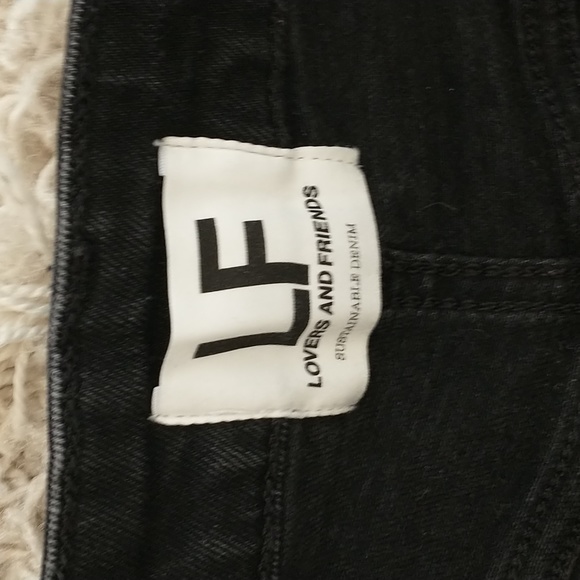 LF
LOVERS AND FRIENDS
SUSTAINABLE DENIM